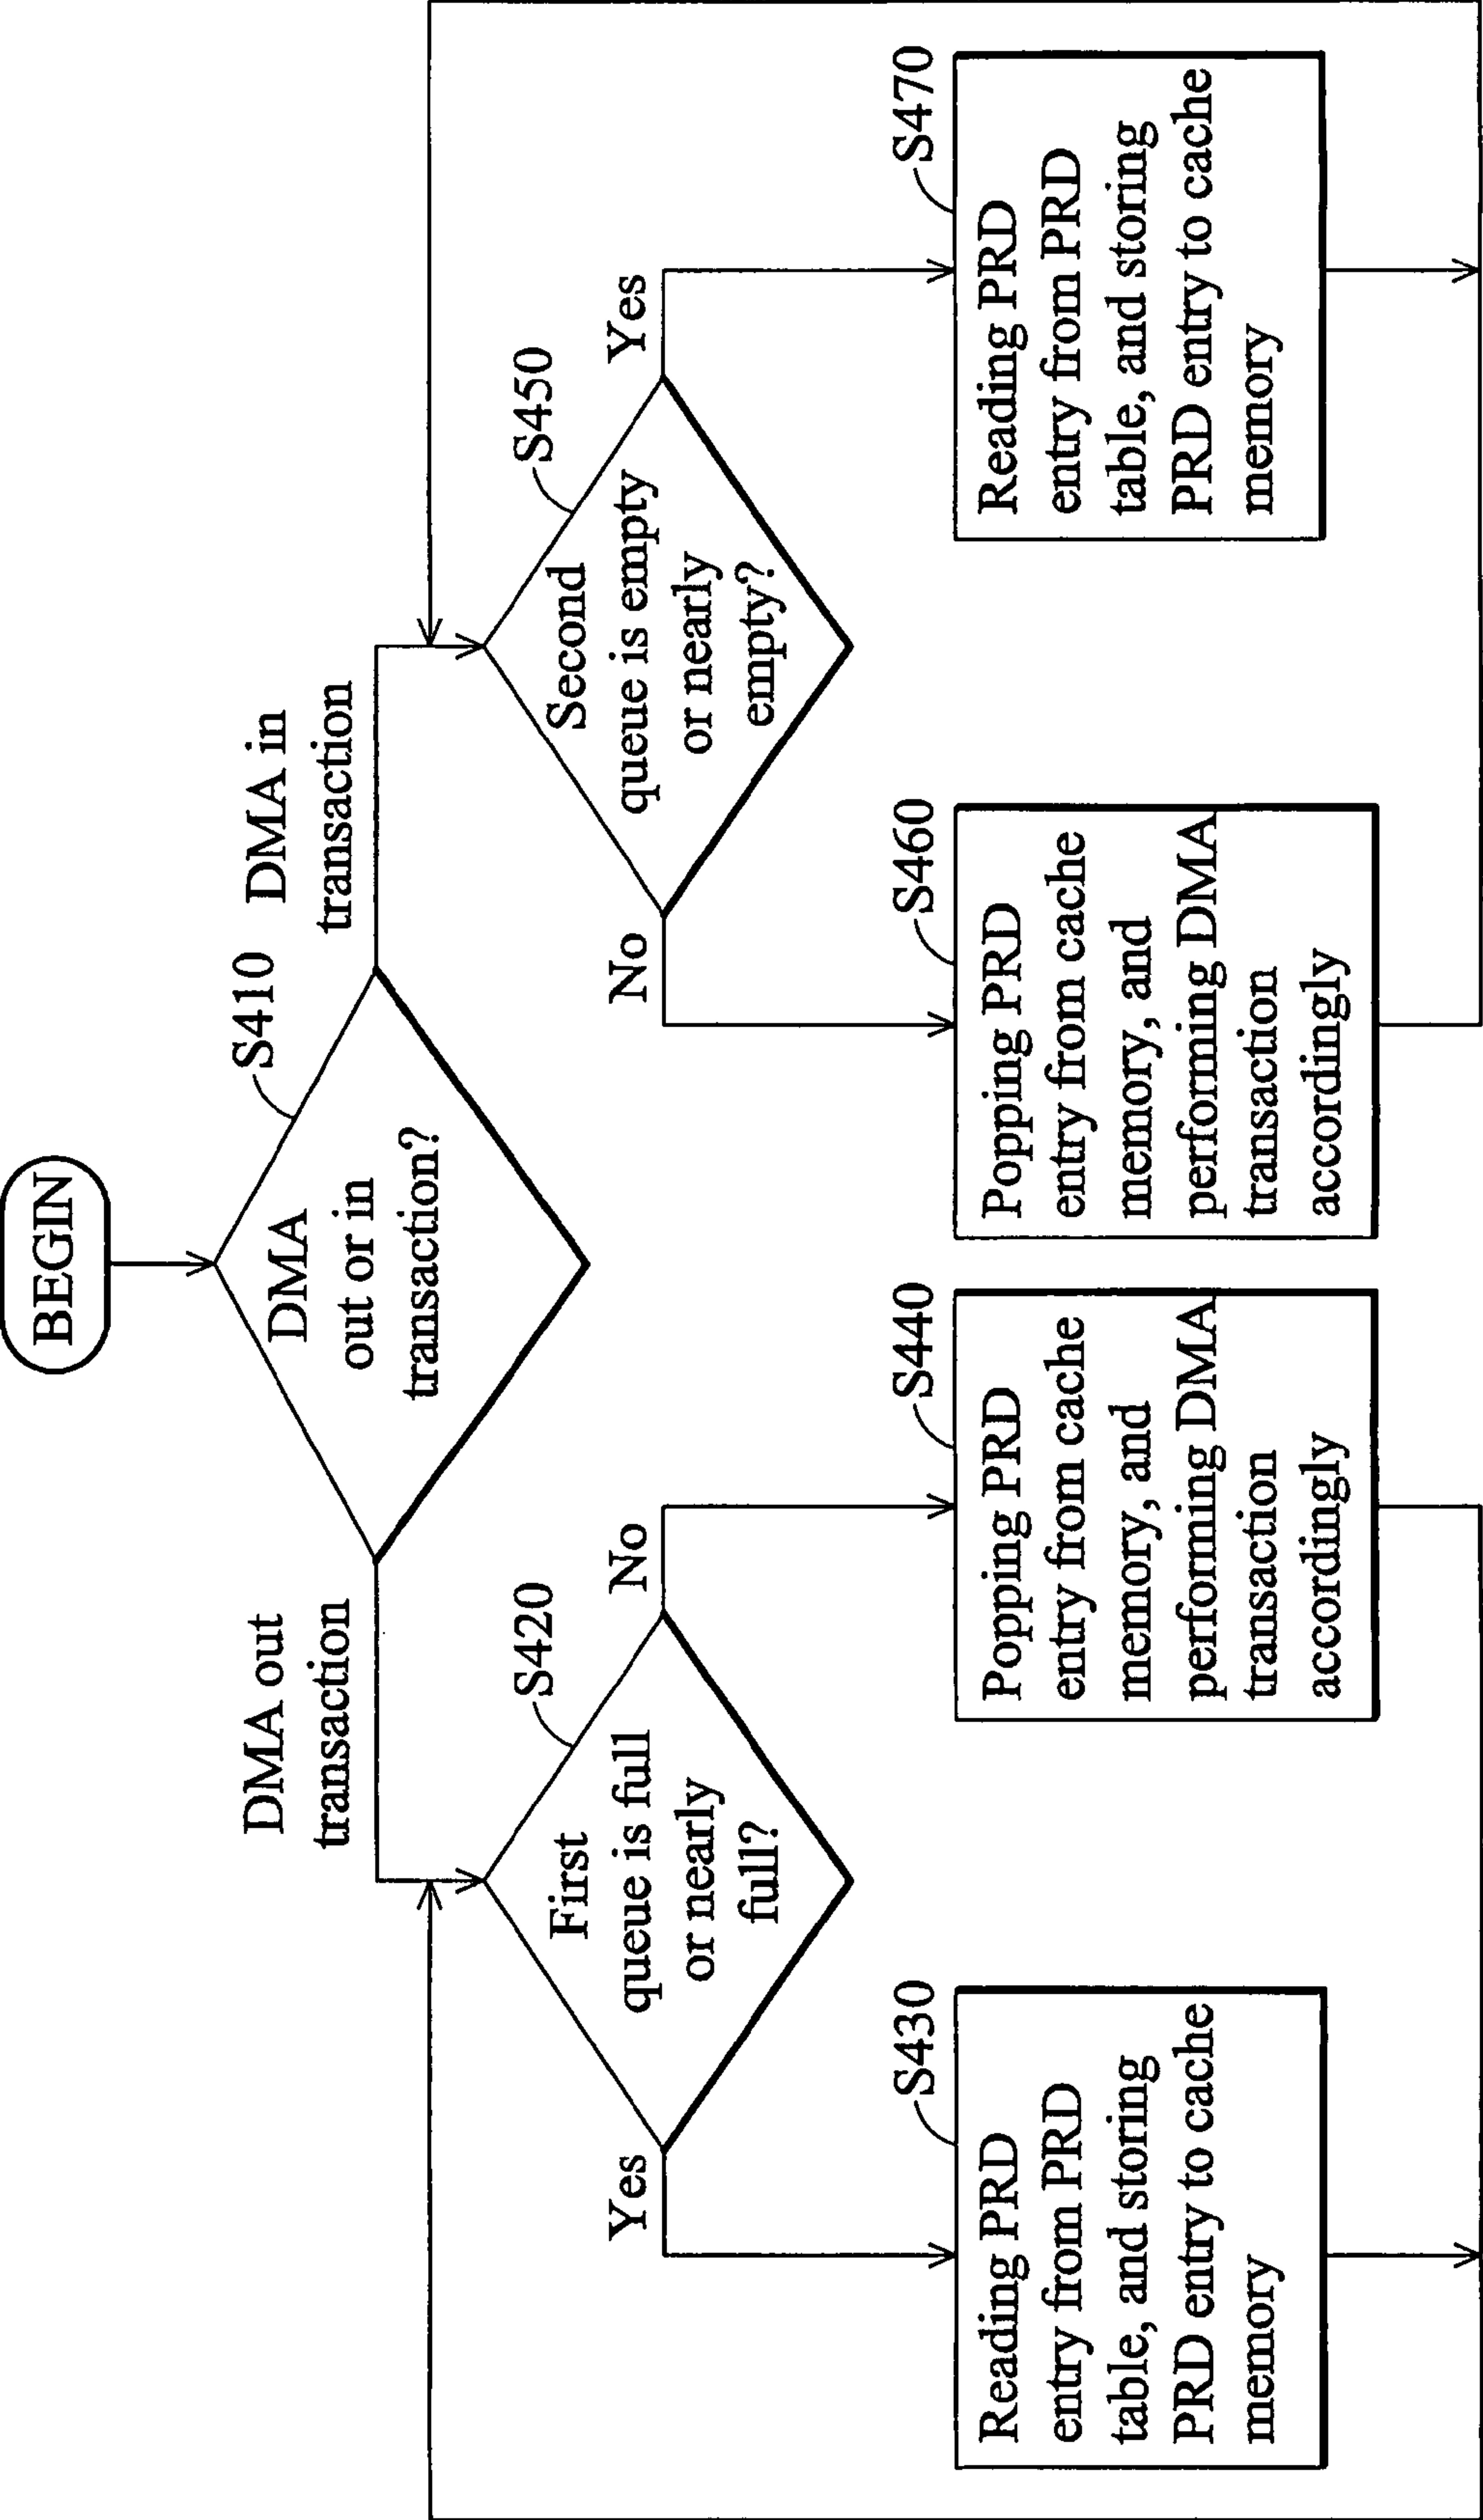 BEGIN
S410
DMA
out or in
transaction?
DMA out
transaction
DMA in
transaction
S420
First
queue is full
or nearly
full?
Yes
No
S450
Second
queue is empty
or nearly
empty?
No
Yes
S430
Reading PRD
entry from PRD
table, and storing
PRD entry to cache
memory
S440
Popping PRD
entry from cache
memory, and
performing DMA
transaction
accordingly
S460
Popping PRD
entry from cache
memory, and
performing DMA
transaction
accordingly
S470
Reading PRD
entry from PRD
table, and storing
PRD entry to cache
memory